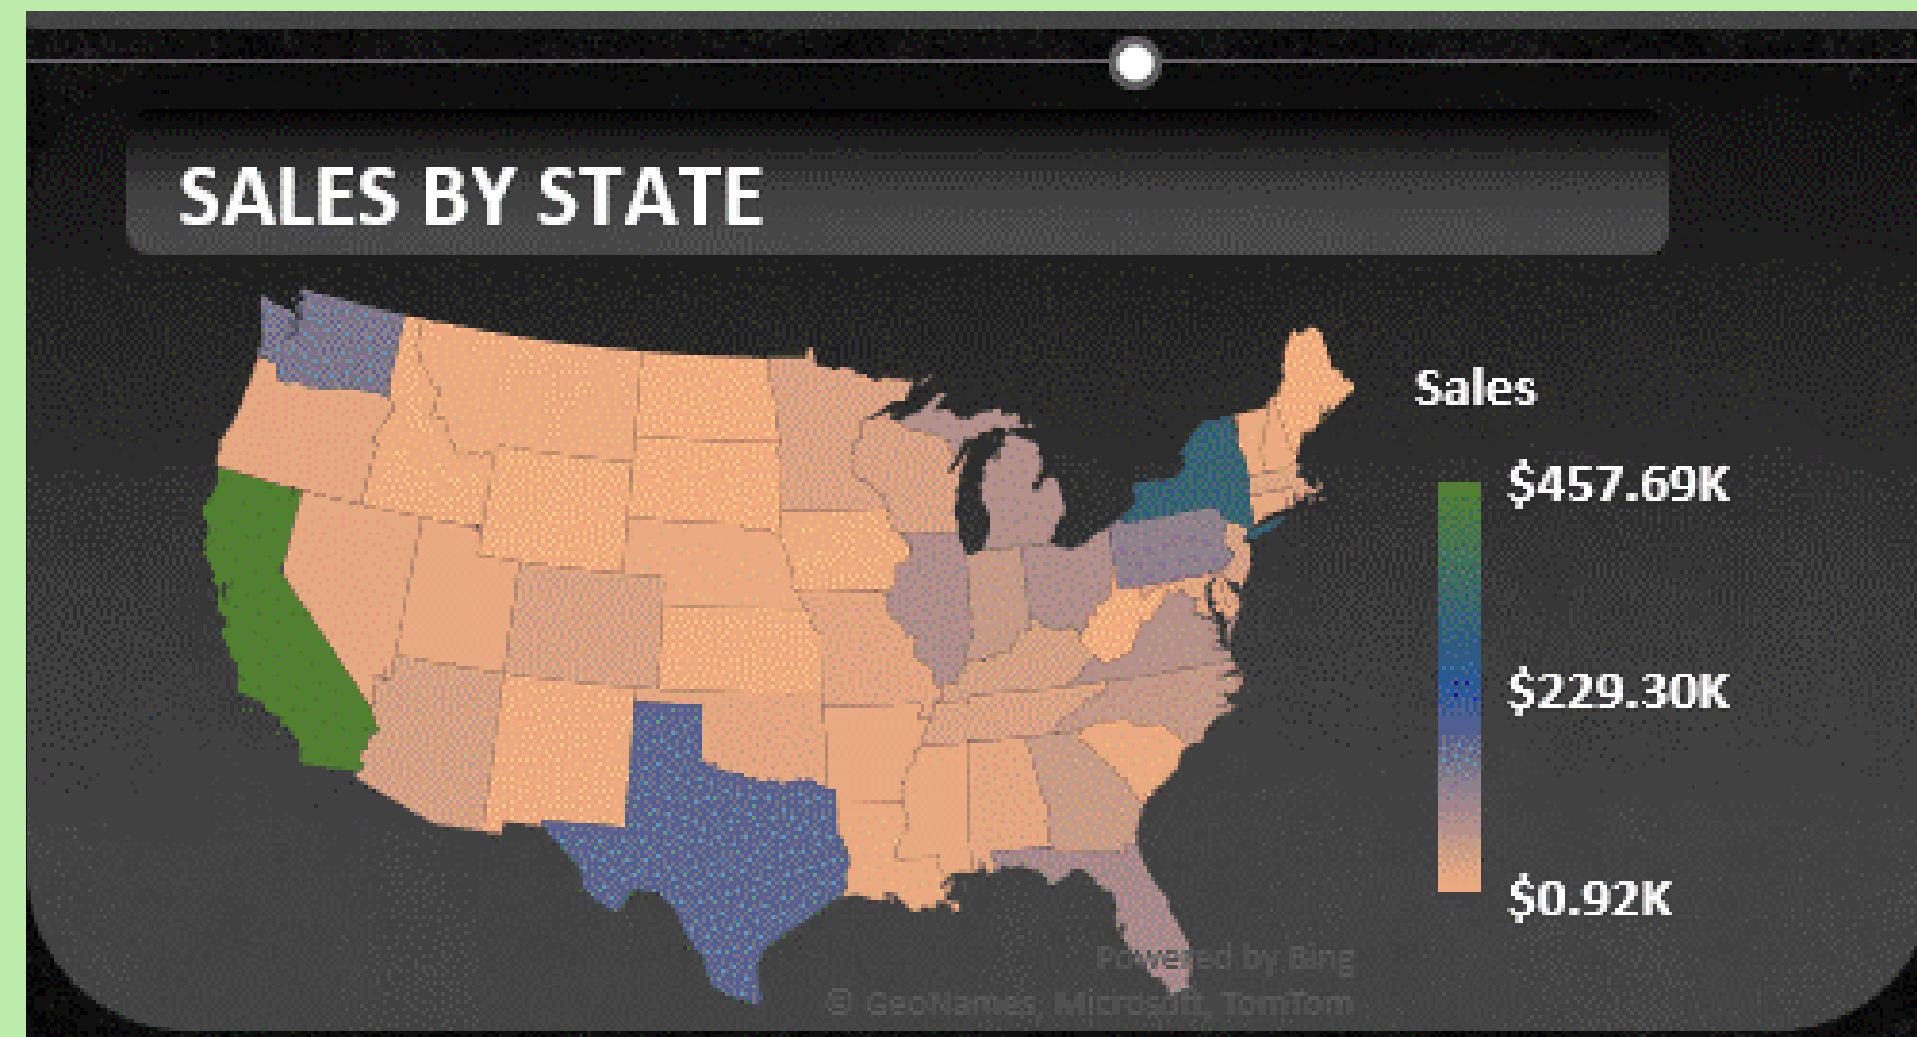 SALES BY STATE
Sales
$457.69K
$229.30K
$0.92K
Powered by Bing
© GeoNames, Microsoft, TomTom